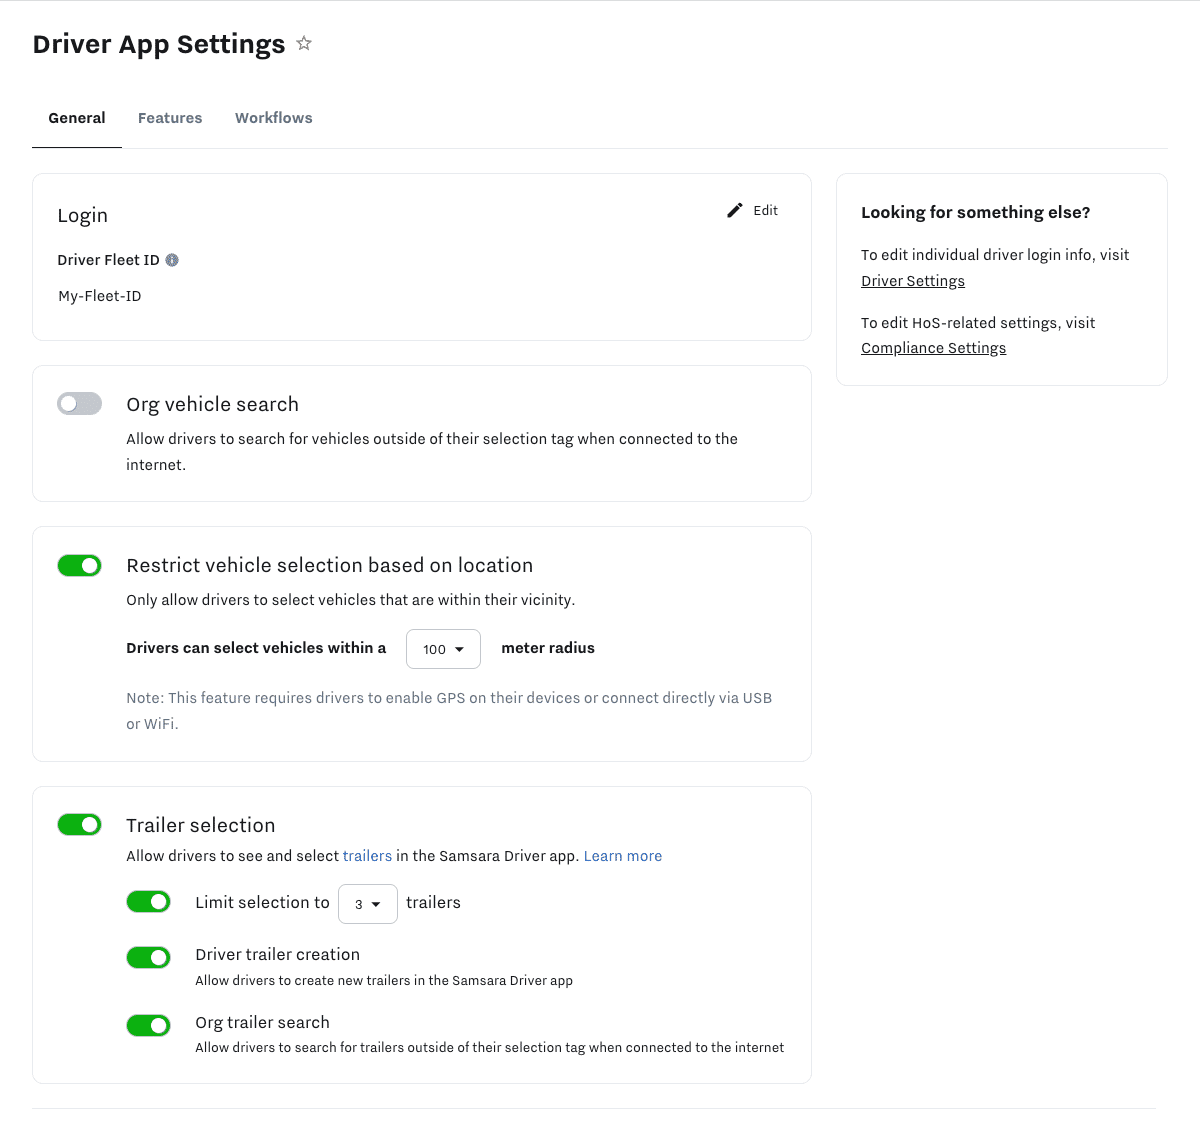 Driver App Settings
General
Features
Workflows
Login
Edit
Driver Fleet ID
My-Fleet-ID
Org vehicle search
Allow drivers to search for vehicles outside of their selection tag when connected to the
internet.
Restrict vehicle selection based on location
Only allow drivers to select vehicles that are within their vicinity.
Drivers can select vehicles within a 100 meter radius
Note: This feature requires drivers to enable GPS on their devices or connect directly via USB
or WiFi.
Trailer selection
Allow drivers to see and select trailers in the Samsara Driver app. Learn more
Limit selection to 3 trailers
Driver trailer creation
Allow drivers to create new trailers in the Samsara Driver app
Org trailer search
Allow drivers to search for trailers outside of their selection tag when connected to the internet
Looking for something else?
To edit individual driver login info, visit
Driver Settings
To edit HoS-related settings, visit
Compliance Settings